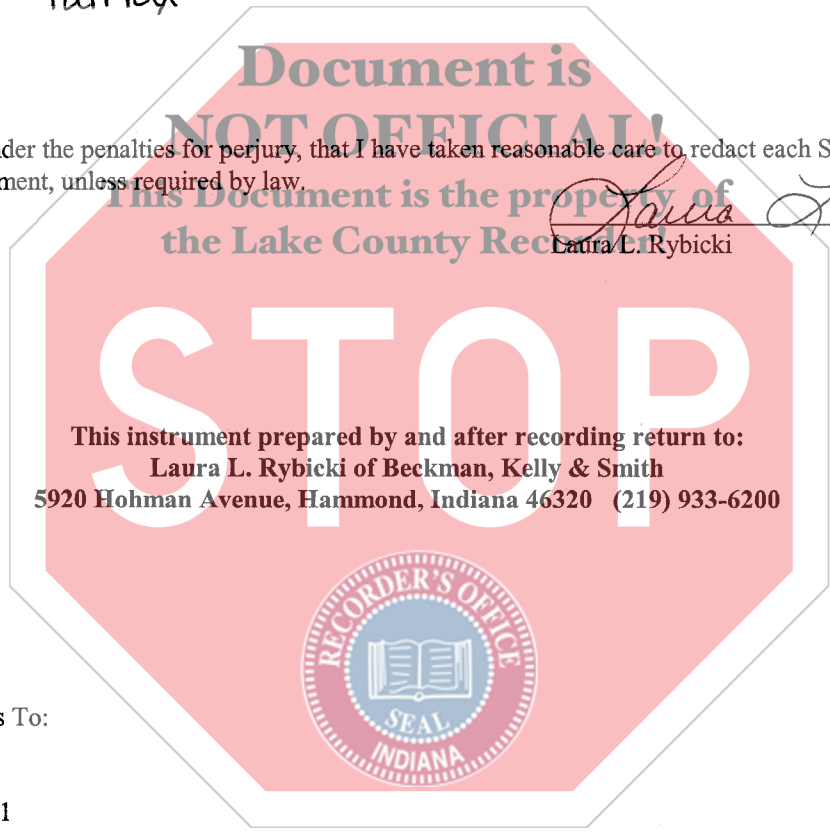 Document is
NOT OFFICIAL!
nder the penalties for perjury, that I have taken reasonable care to redact each S
ment, unless required by law.
This Document is the property of
the Lake County Recorder!
Laura
Laura L. Rybicki
STOP
This instrument prepared by and after recording return to:
Laura L. Rybicki of Beckman, Kelly & Smith
5920 Hohman Avenue, Hammond, Indiana 46320 (219) 933-6200
RECORDER'S OFFICE
SEAL
INDIANA
s To:
1